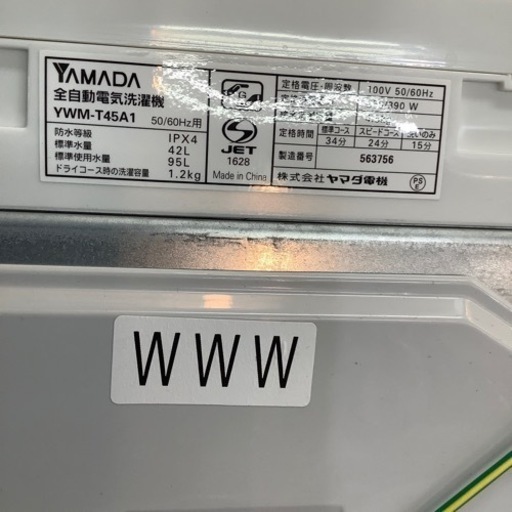 YAMADA
全自動電気洗濯機
YWM-T45A1 50/60Hz用
防水等級 IPX4
標準水量 42L
標準使用水量 95L
ドライコース時の洗濯容量 1.2kg
G
JET
1628
Made in China
定格電圧・周波数 100V 50/60Hz
390 W
定格時間 標準コース スピードコース 洗いのみ
34分 24分 15分
製造番号 563756
株式会社ヤマダ電機
PS
E
WWW